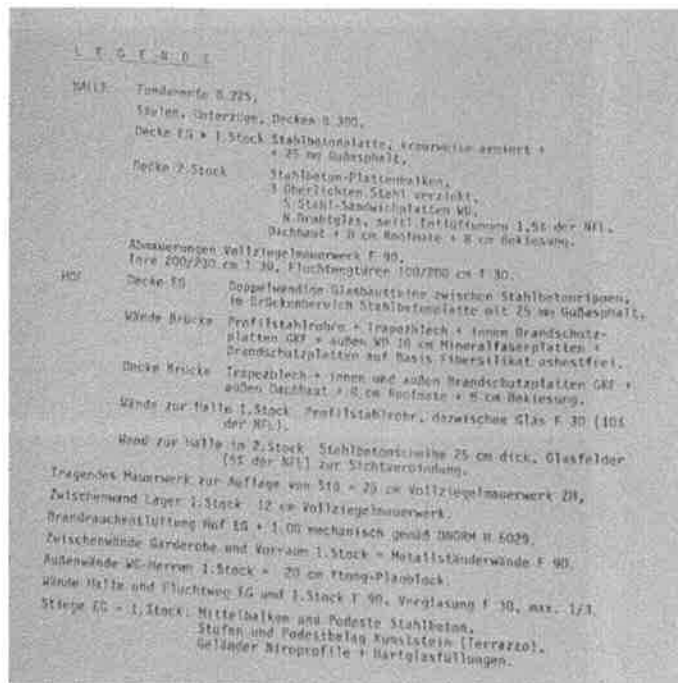 L E G E N D E
HALLE Fundamente B 225,
Säulen, Unterzüge, Decken B 300,
Decke EG + 1.Stock Stahlbetonplatte, kreuzweise armiert +
+ 25 mm Gußasphalt,
Decke 2.Stock Stahlbeton-Plattenbalken,
3 Oberlichten Stahl verzinkt,
S Stahl-Sandwichplatten WD,
N Drahtglas, seitl Entlüftungen 1,5% der NFL,
Dachhaut + 8 cm Roofmate + 8 cm Bekiesung.
Abmauerungen Vollziegelmauerwerk F 90,
Tore 200/200 cm T 30, Fluchtwegtüren 100/200 cm T 30.
HOF Decke EG Doppelwandige Glasbausteine zwischen Stahlbetonrippen,
im Brückenbereich Stahlbetonplatte mit 25 mm Gußasphalt,
Wände Brücke Profilstahlrohre + Trapezblech + innen Brandschutz-
platten GKF + außen WD 10 cm Mineralfaserplatten +
Brandschutzplatten auf Basis Fibersilikat asbestfrei.
Decke Brücke Trapezblech + innen und außen Brandschutzplatten GKF +
außen Dachhaut + 8 cm Roofmate + 8 cm Bekiesung.
Wände zur Halle 1.Stock Profilstahlrohr, dazwischen Glas F 30 (10%
der NFL).
Wand zur Halle im 2.Stock Stahlbetonscheibe 25 cm dick, Glasfelder
(5% der NFL) zur Sichtverbindung.
Tragendes Mauerwerk zur Auflage von Stb = 25 cm Vollziegelmauerwerk ZM,
Zwischenwand Lager 1.Stock 12 cm Vollziegelmauerwerk.
Brandrauchentlüftung Hof EG + 1.OG mechanisch gemäß ÖNORM H 6029.
Zwischenwände Garderobe und Vorraum 1.Stock = Metallständerwände F 90.
Außenwände WC-Herren 1.Stock = 20 cm Ytong-Planblock.
Wände Halle und Fluchtweg EG und 1.Stock F 90, Verglasung F 30, max. 1/3.
Stiege EG - 1.Stock: Mittelbalken und Podeste Stahlbeton,
Stufen und Podestbelag Kunststein (Terrazzo),
Geländer Niroprofile + Hartglasfüllungen.